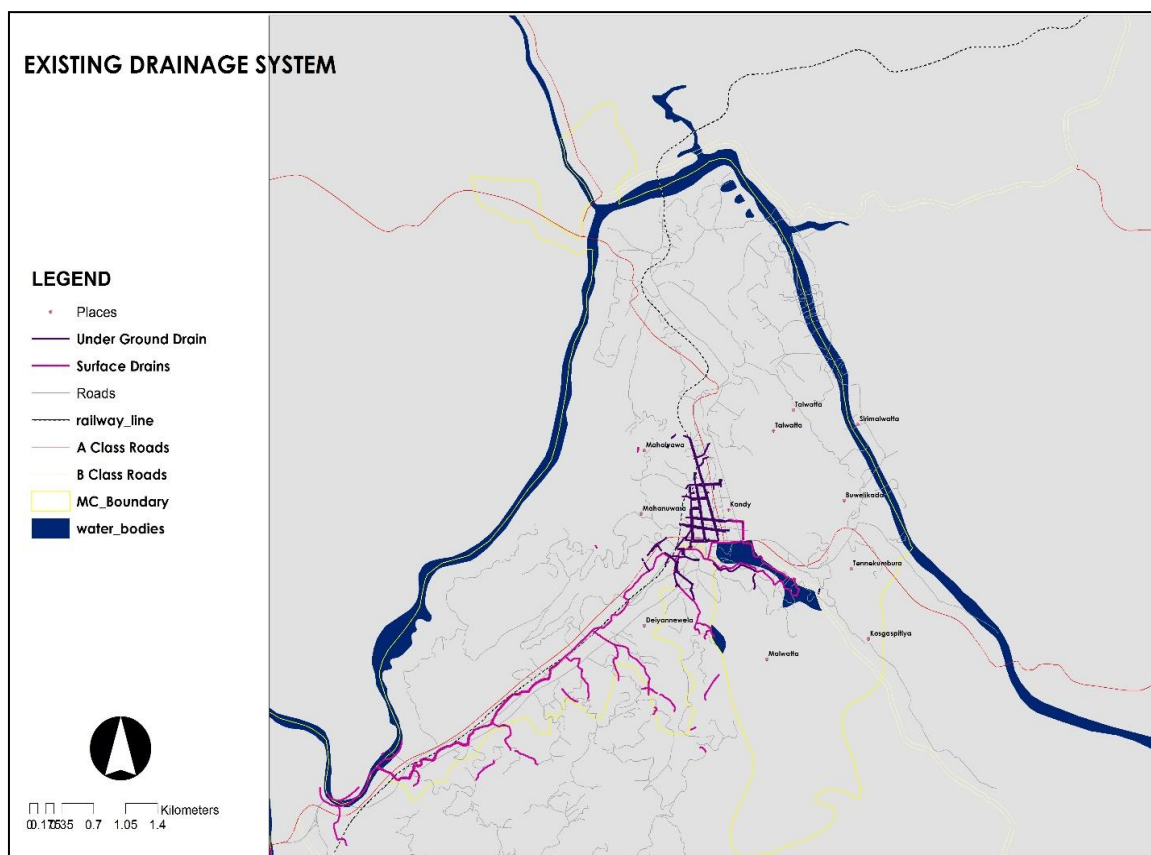 EXISTING DRAINAGE SYSTEM
LEGEND
Places
Under Ground Drain
Surface Drains
Roads
railway_line
A Class Roads
B Class Roads
MC_Boundary
water_bodies
Kilometers
0.7 1.05 1.4
Talwatta
Talwatta
Sirimalwatta
Mahaiyawa
Buwelikada
Kandy
Mahanuwara
Tennekumbura
Deiyannewela
Kosgaspitiya
Malwatta